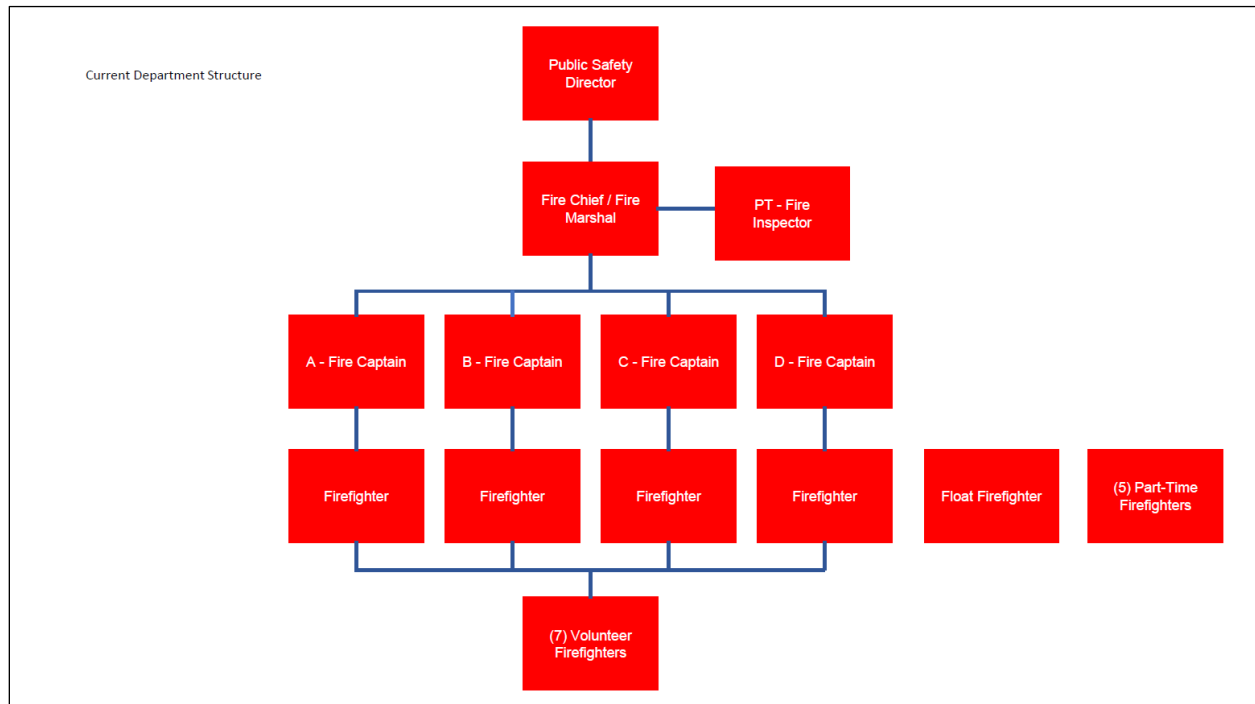 Current Department Structure
Public Safety
Director
Fire Chief / Fire
Marshal
PT - Fire
Inspector
A - Fire Captain
B - Fire Captain
C - Fire Captain
D - Fire Captain
Firefighter
Firefighter
Firefighter
Firefighter
Float Firefighter
(5) Part-Time
Firefighters
(7) Volunteer
Firefighters